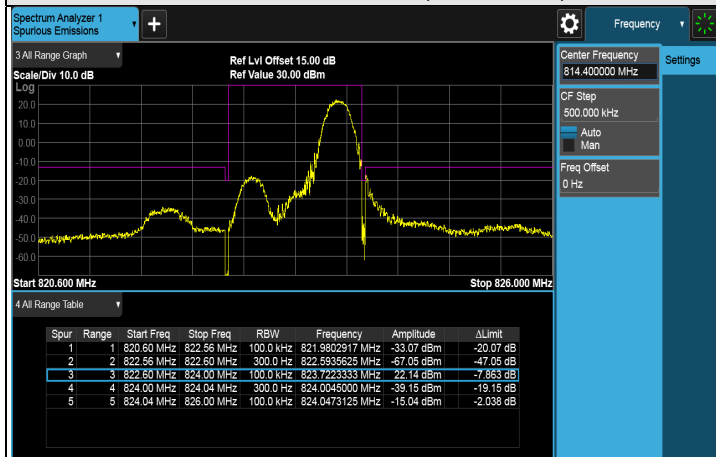 Spectrum Analyzer 1
Spurious Emissions
Frequency
3 All Range Graph
Ref Lvl Offset 15.00 dB
Scale/Div 10.0 dB
Ref Value 30.00 dBm
Log
20.0
10.0
0.00
-10.0
-20.0
-30.0
-40.0
-50.0
-60.0
Start 820.600 MHz
Stop 826.000 MHz
4 All Range Table
Spur Range Start Freq Stop Freq RBW Frequency Amplitude ΔLimit
1 1 820.60 MHz 822.56 MHz 100.0 kHz 821.9802917 MHz -33.07 dBm -20.07 dB
2 2 822.56 MHz 822.60 MHz 300.0 Hz 822.5935625 MHz -67.05 dBm -47.05 dB
3 3 822.60 MHz 824.00 MHz 100.0 kHz 823.7223333 MHz 22.14 dBm -7.863 dB
4 4 824.00 MHz 824.04 MHz 300.0 Hz 824.0045000 MHz -39.15 dBm -19.15 dB
5 5 824.04 MHz 826.00 MHz 100.0 kHz 824.0473125 MHz -15.04 dBm -2.038 dB
Center Frequency
814.400000 MHz
Settings
CF Step
500.000 kHz
Auto
Man
Freq Offset
0 Hz